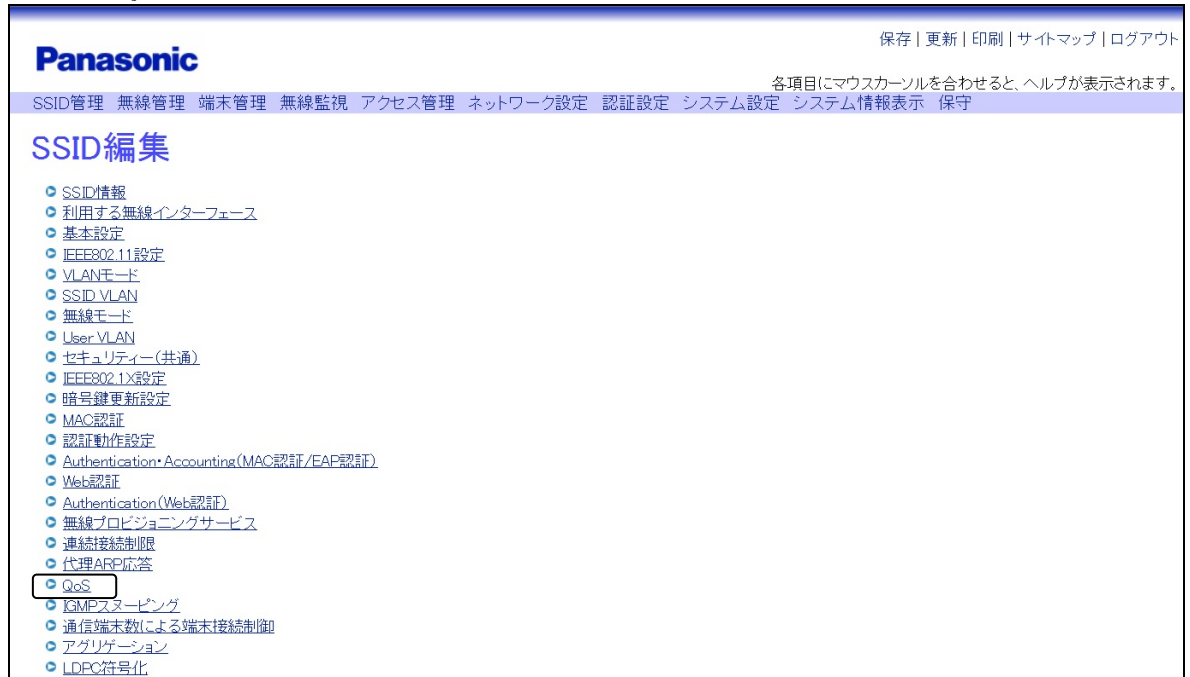 保存 | 更新 | 印刷 | サイトマップ | ログアウト
Panasonic
各項目にマウスカーソルを合わせると、ヘルプが表示されます。
SSID管理 無線管理 端末管理 無線監視 アクセス管理 ネットワーク設定 認証設定 システム設定 システム情報表示 保守
SSID編集
SSID情報
利用する無線インターフェース
基本設定
IEEE802.11設定
VLANモード
SSID VLAN
無線モード
User VLAN
セキュリティー(共通)
IEEE802.1X設定
暗号鍵更新設定
MAC認証
認証動作設定
Authentication・Accounting(MAC認証/EAP認証)
Web認証
Authentication(Web認証)
無線プロビジョニングサービス
連続接続制限
代理ARP応答
QoS
IGMPスヌーピング
通信端末数による端末接続制御
アグリゲーション
LDPC符号化